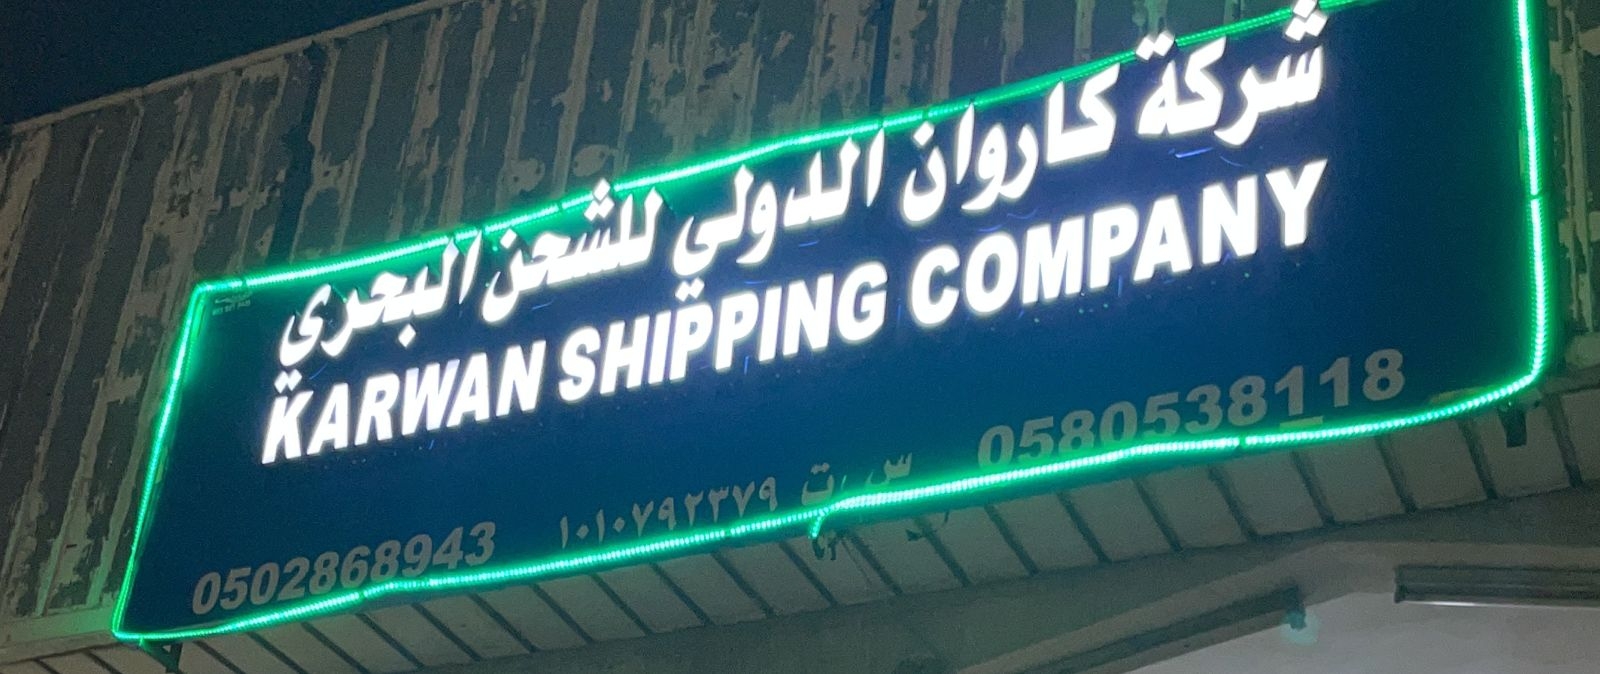 شركة كاروان الدولي للشحن البحري
KARWAN SHIPPING COMPANY
0580538118
س . ت ١٠١٠٧٩٢٣٧٩
0502868943